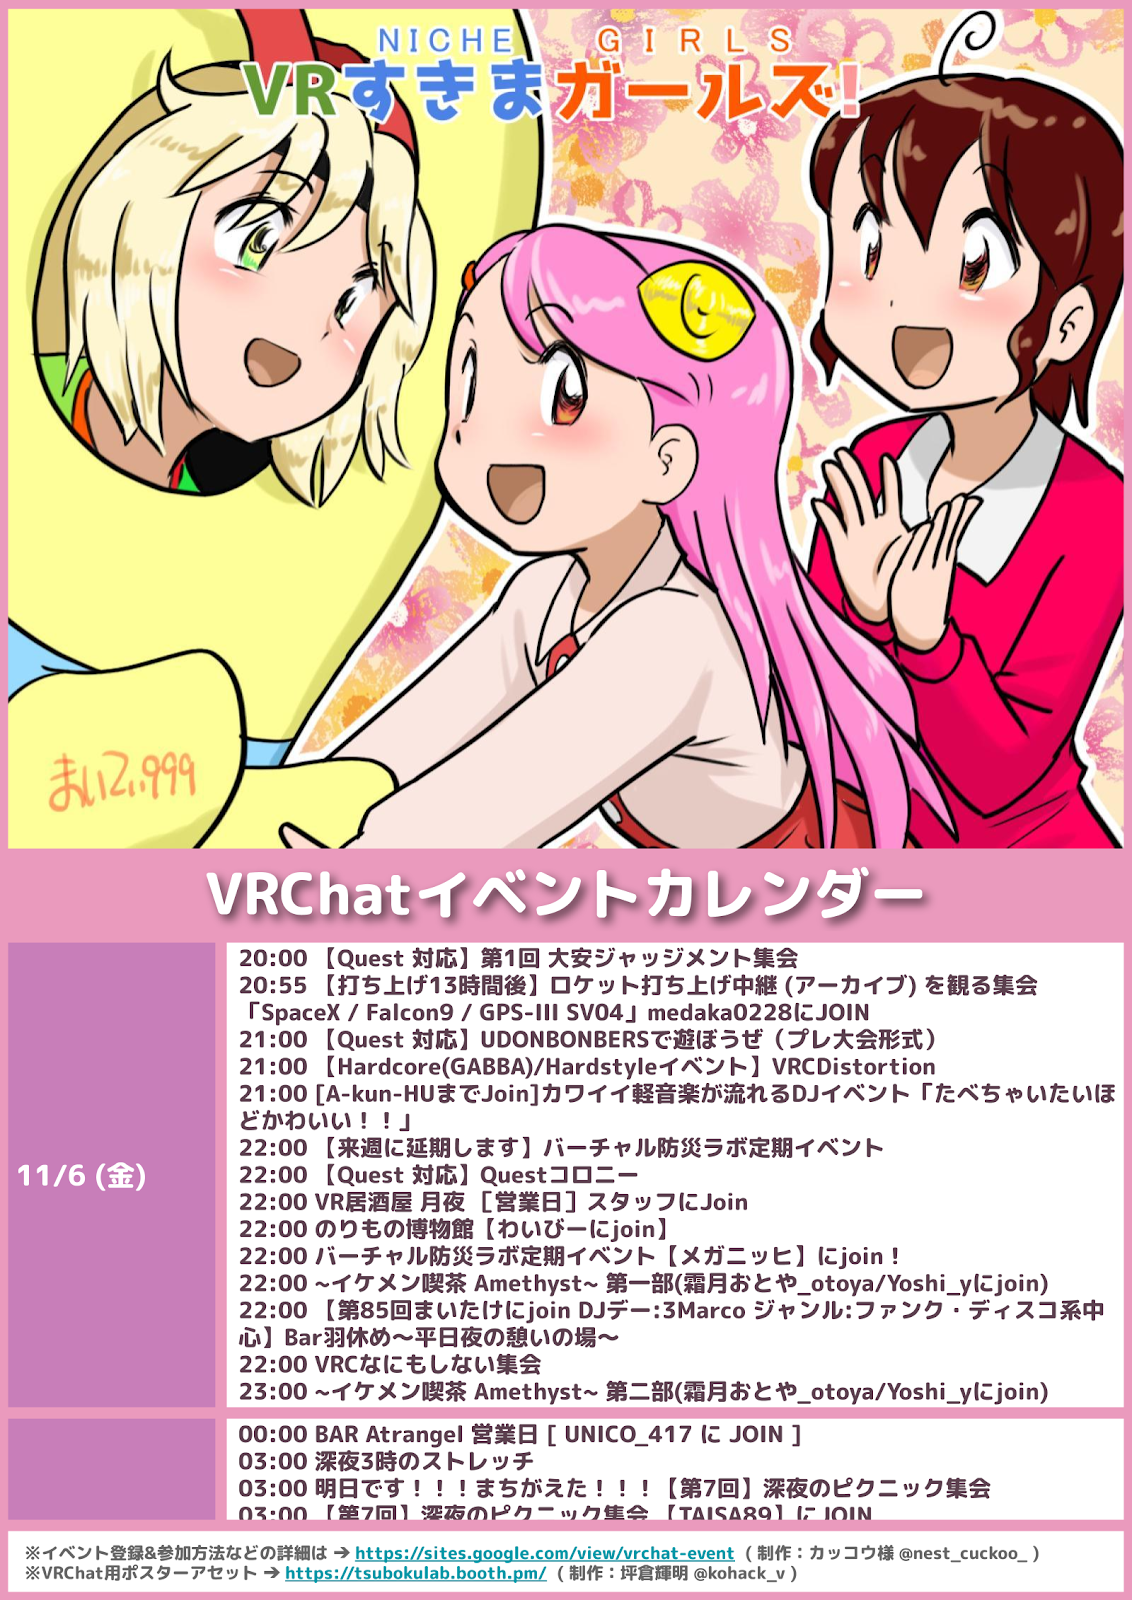 NICHE GIRLS
VRすきまガールズ!
まいてぃ999
VRChatイベントカレンダー
11/6 (金)
20:00 【Quest 対応】第1回 大安ジャッジメント集会
20:55 【打ち上げ13時間後】ロケット打ち上げ中継 (アーカイブ) を観る集会
「SpaceX / Falcon9 / GPS-III SV04」medaka0228にJOIN
21:00 【Quest 対応】UDONBONBERSで遊ぼうぜ（プレ大会形式）
21:00 【Hardcore(GABBA)/Hardstyleイベント】VRCDistortion
21:00 [A-kun-HUまでJoin]カワイイ軽音楽が流れるDJイベント「たべちゃいたいほ
どかわいい！！」
22:00 【来週に延期します】バーチャル防災ラボ定期イベント
22:00 【Quest 対応】Questコロニー
22:00 VR居酒屋 月夜 ［営業日］スタッフにJoin
22:00 のりもの博物館【わいびーにjoin】
22:00 バーチャル防災ラボ定期イベント【メガニッヒ】にjoin！
22:00 ~イケメン喫茶 Amethyst~ 第一部(霜月おとや_otoya/Yoshi_yにjoin)
22:00 【第85回まいたけにjoin DJデー:3Marco ジャンル:ファンク・ディスコ系中
心】Bar羽休め～平日夜の憩いの場～
22:00 VRCなにもしない集会
23:00 ~イケメン喫茶 Amethyst~ 第二部(霜月おとや_otoya/Yoshi_yにjoin)
00:00 BAR Atrangel 営業日 [ UNICO_417 に JOIN ]
03:00 深夜3時のストレッチ
03:00 明日です！！！まちがえた！！！【第7回】深夜のピクニック集会
03:00 【第7回】深夜のピクニック集会 【TAISA89】にJOIN
※イベント登録&参加方法などの詳細は ➔ https://sites.google.com/view/vrchat-event （ 制作：カッコウ様 @nest_cuckoo_ ）
※VRChat用ポスターアセット ➔ https://tsubokulab.booth.pm/ （ 制作：坪倉輝明 @kohack_v ）